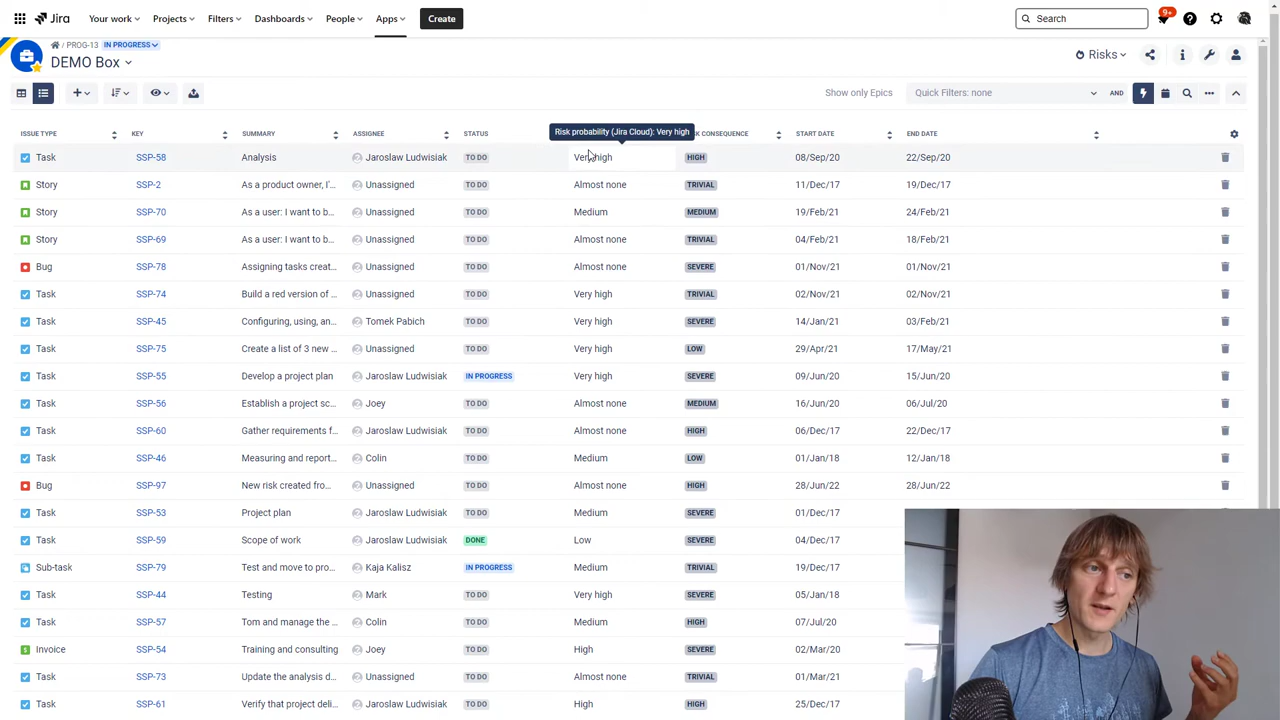 Jira Your work Projects Filters Dashboards People Apps Create Search 9+
PROG-13 IN PROGRESS
DEMO Box Risks
Show only Epics Quick Filters: none AND
Risk probability (Jira Cloud): Very high
ISSUE TYPE KEY SUMMARY ASSIGNEE STATUS CONSEQUENCE START DATE END DATE
Task SSP-58 Analysis Jaroslaw Ludwisiak TO DO Very high HIGH 08/Sep/20 22/Sep/20
Story SSP-2 As a product owner, I'... Unassigned TO DO Almost none TRIVIAL 11/Dec/17 19/Dec/17
Story SSP-70 As a user: I want to b... Unassigned TO DO Medium MEDIUM 19/Feb/21 24/Feb/21
Story SSP-69 As a user: I want to b... Unassigned TO DO Almost none TRIVIAL 04/Feb/21 18/Feb/21
Bug SSP-78 Assigning tasks creat... Unassigned TO DO Almost none SEVERE 01/Nov/21 01/Nov/21
Task SSP-74 Build a red version of ... Unassigned TO DO Very high TRIVIAL 02/Nov/21 02/Nov/21
Task SSP-45 Configuring, using, an... Tomek Pabich TO DO Very high SEVERE 14/Jan/21 03/Feb/21
Task SSP-75 Create a list of 3 new ... Unassigned TO DO Very high LOW 29/Apr/21 17/May/21
Task SSP-55 Develop a project plan Jaroslaw Ludwisiak IN PROGRESS Very high SEVERE 09/Jun/20 15/Jun/20
Task SSP-56 Establish a project sc... Joey TO DO Almost none MEDIUM 16/Jun/20 06/Jul/20
Task SSP-60 Gather requirements f... Jaroslaw Ludwisiak TO DO Almost none HIGH 06/Dec/17 22/Dec/17
Task SSP-46 Measuring and report... Colin TO DO Medium LOW 01/Jan/18 12/Jan/18
Bug SSP-97 New risk created fro... Unassigned TO DO Almost none HIGH 28/Jun/22 28/Jun/22
Task SSP-53 Project plan Jaroslaw Ludwisiak TO DO Medium SEVERE 01/Dec/17
Task SSP-59 Scope of work Jaroslaw Ludwisiak DONE Low SEVERE 04/Dec/17
Sub-task SSP-79 Test and move to pro... Kaja Kalisz IN PROGRESS Medium TRIVIAL 19/Dec/17
Task SSP-44 Testing Mark TO DO Very high SEVERE 05/Jan/18
Task SSP-57 Tom and manage the ... Colin TO DO Medium HIGH 07/Jul/20
Invoice SSP-54 Training and consulting Joey TO DO High SEVERE 02/Mar/20
Task SSP-73 Update the analysis d... Unassigned TO DO Almost none TRIVIAL 01/Mar/21
Task SSP-61 Verify that project deli... Jaroslaw Ludwisiak TO DO High HIGH 25/Dec/17